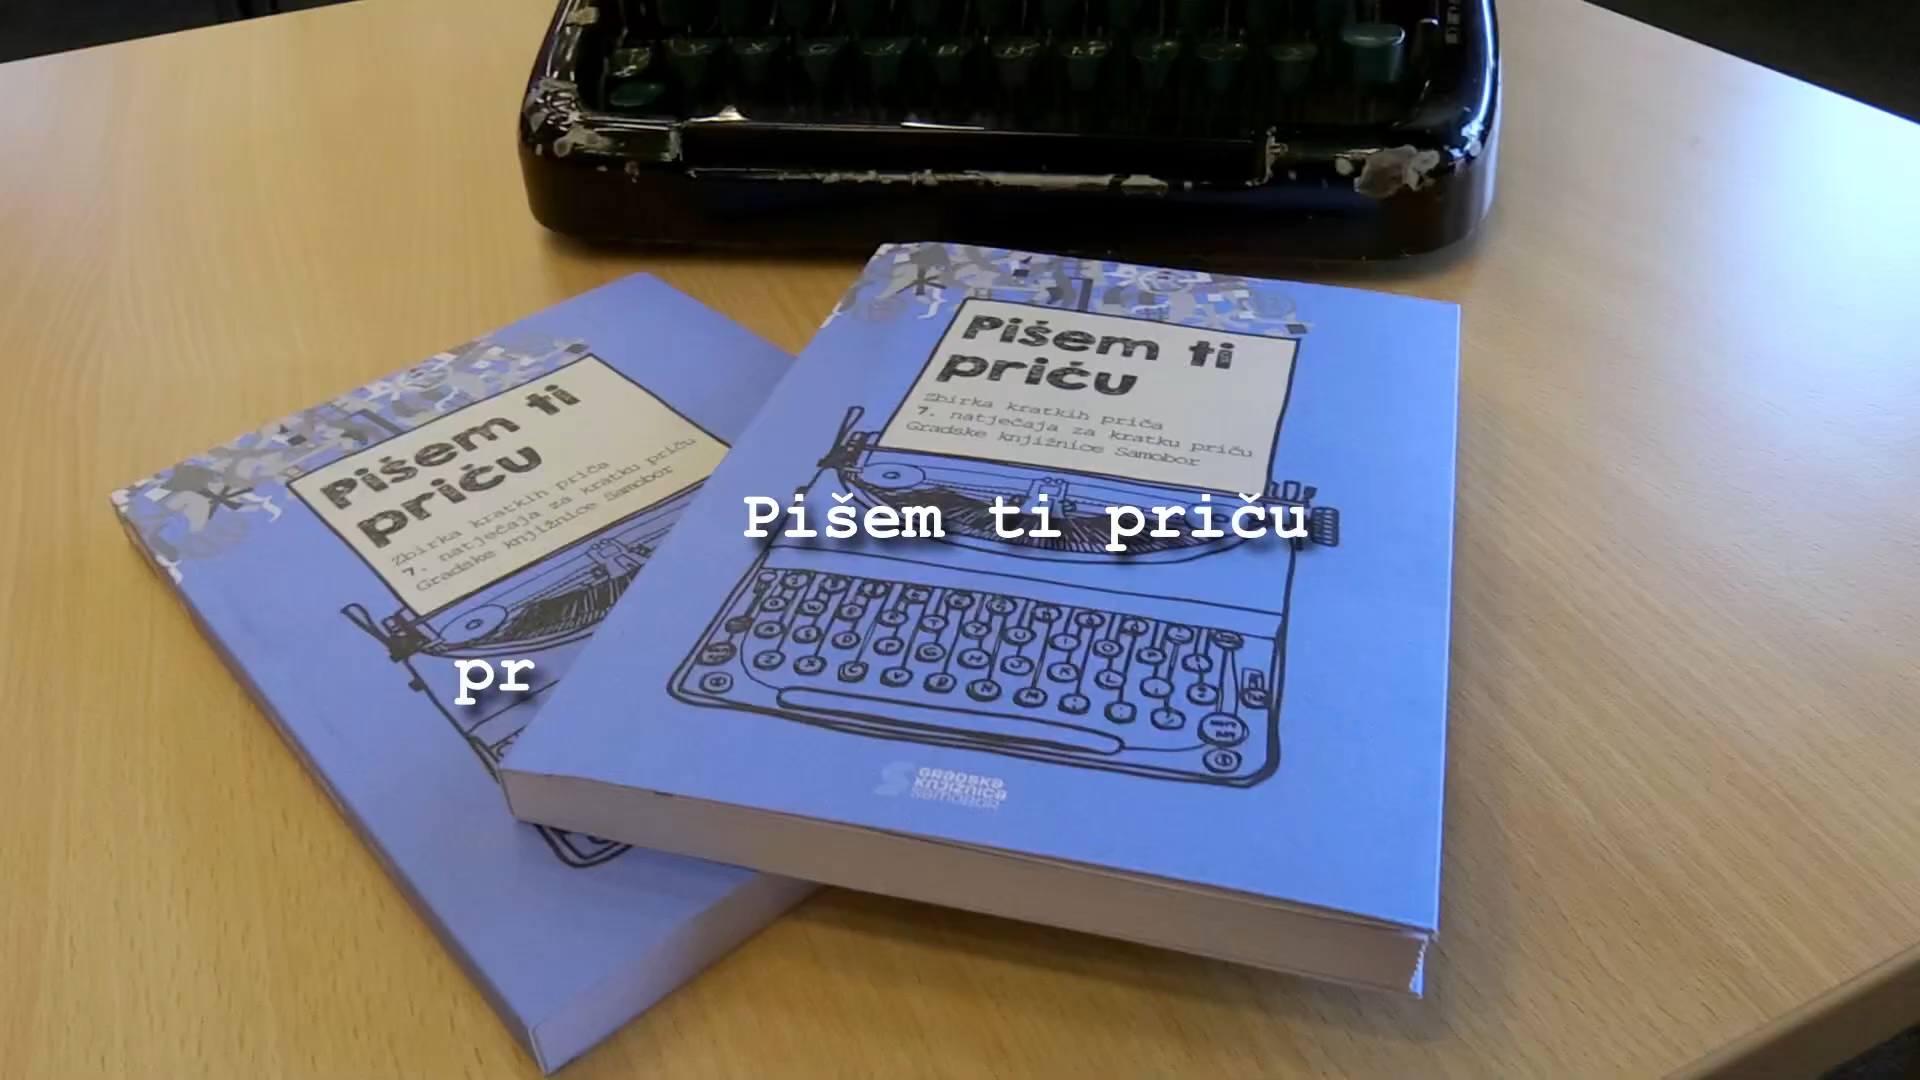 Pišem ti
priču
Zbirka kratkih priča
7. natječaja za kratku priču
Gradske knjižnice Samobor
Pišem ti
priču
Zbirka kratkih priča
7. natječaja za kratku priču
Gradske knjižnice Samobor
Pišem ti priču
pr
GRADSKA
KNJIŽNICA
SAMOBOR